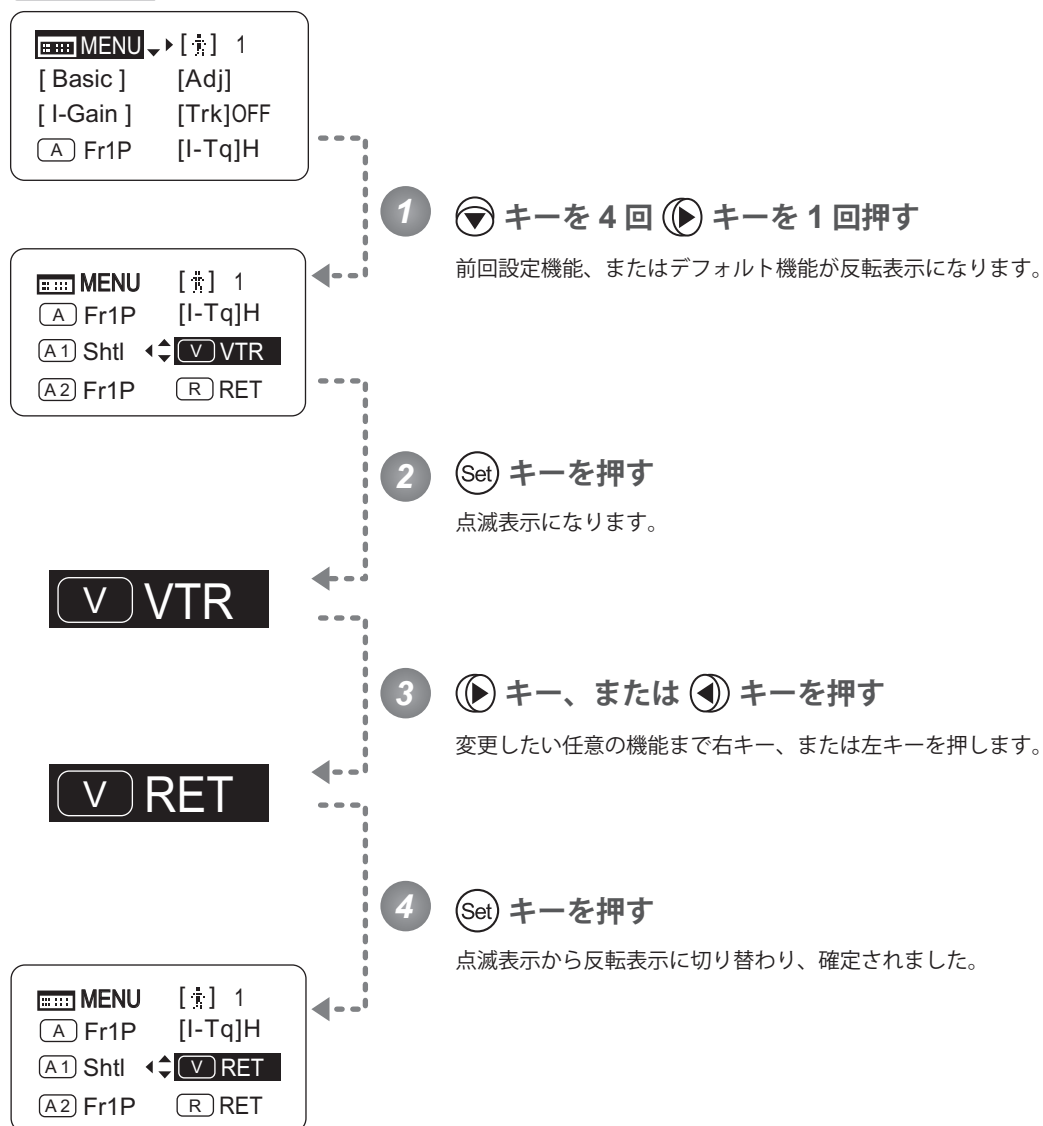 MENU [ ] 1
[ Basic ] [Adj]
[ I-Gain ] [Trk]OFF
A Fr1P [I-Tq]H
1 キーを 4 回 キーを 1 回押す
前回設定機能、またはデフォルト機能が反転表示になります。
MENU [ ] 1
A Fr1P [I-Tq]H
A1 Shtl V VTR
A2 Fr1P R RET
2 Set キーを押す
点滅表示になります。
V VTR
3 キー、または キーを押す
変更したい任意の機能まで右キー、または左キーを押します。
V RET
4 Set キーを押す
点滅表示から反転表示に切り替わり、確定されました。
MENU [ ] 1
A Fr1P [I-Tq]H
A1 Shtl V RET
A2 Fr1P R RET